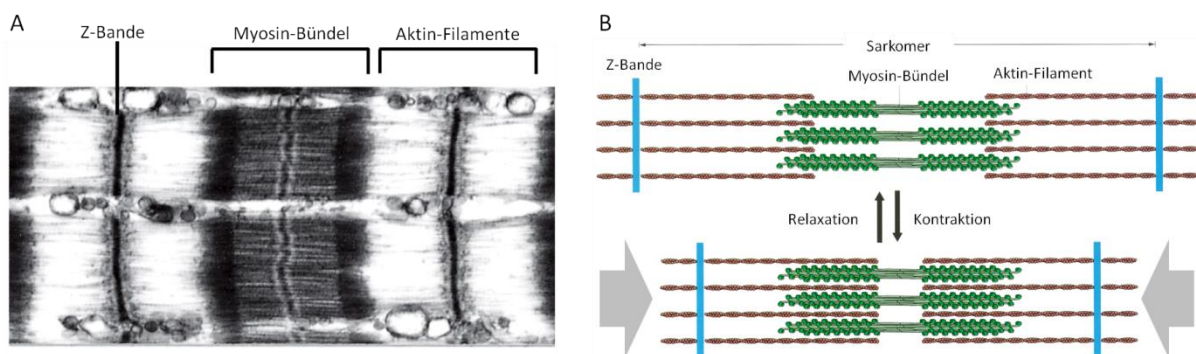 A
Z-Bande
Myosin-Bündel
Aktin-Filamente
B
Sarkomer
Z-Bande
Myosin-Bündel
Aktin-Filament
Relaxation
Kontraktion